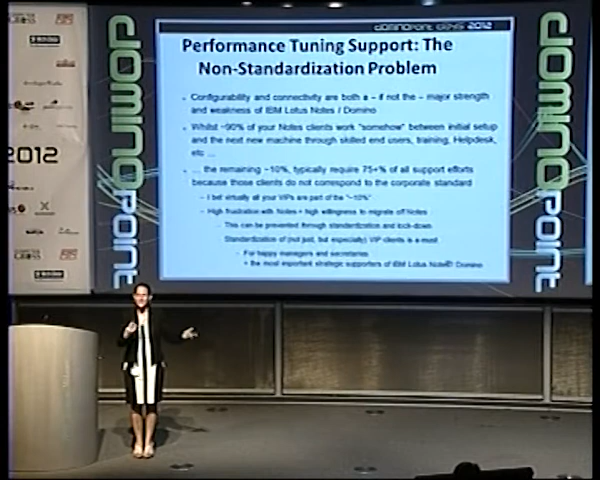 DOMINOPOINT DAYS 2012
Performance Tuning Support: The
Non-Standardization Problem
Configurability and connectivity are both a – if not the – major strength
and weakness of IBM Lotus Notes / Domino
Whilst ~90% of your Notes clients work "somehow" between initial setup
and the next new machine through skilled end users, training, Helpdesk,
etc ...
... the remaining ~10%, typically require 75+% of all support efforts
because those clients do not correspond to the corporate standard
– I bet virtually all your VIPs are part of the "~10%"
– High frustration with Notes = high willingness to migrate off Notes
– This can be prevented through standardization and lock-down
Standardization of (not just, but especially) VIP clients is a must
– For happy managers and secretaries
= the most important strategic supporters of IBM Lotus Notes/ Domino
DOMINO
POINT
DOMINO
POINT
2012